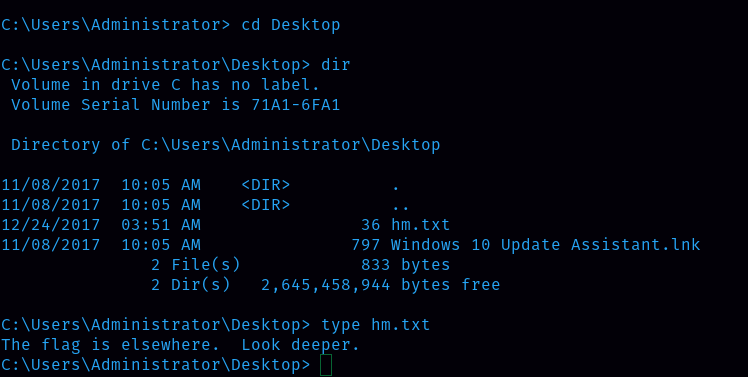 C:\Users\Administrator> cd Desktop
C:\Users\Administrator\Desktop> dir
 Volume in drive C has no label.
 Volume Serial Number is 71A1-6FA1
 Directory of C:\Users\Administrator\Desktop
11/08/2017  10:05 AM    <DIR>          .
11/08/2017  10:05 AM    <DIR>          ..
12/24/2017  03:51 AM                36 hm.txt
11/08/2017  10:05 AM               797 Windows 10 Update Assistant.lnk
               2 File(s)            833 bytes
               2 Dir(s)   2,645,458,944 bytes free
C:\Users\Administrator\Desktop> type hm.txt
The flag is elsewhere.  Look deeper.
C:\Users\Administrator\Desktop>